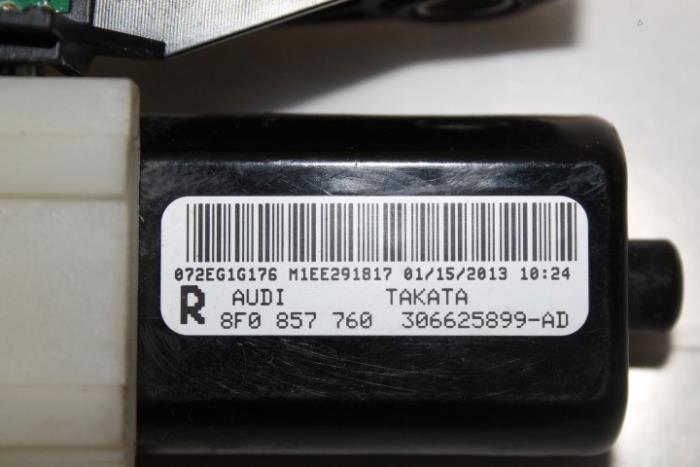 072EG1G176 M1EE291817 01/15/2013 10:24
R AUDI TAKATA
8F0 857 760 306625899-AD